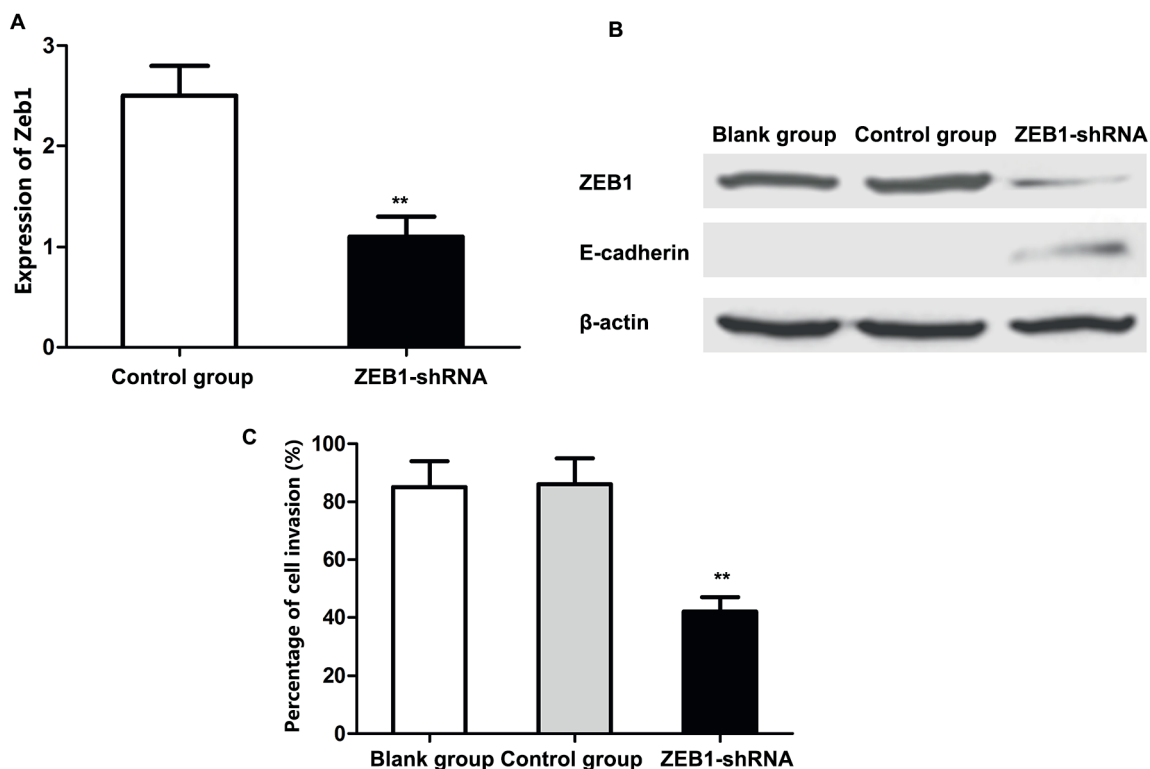 A
Expression of Zeb1
3
2
1
0
**
Control group ZEB1-shRNA
B
Blank group Control group ZEB1-shRNA
ZEB1
E-cadherin
β-actin
C
Percentage of cell invasion (%)
100
80
60
40
20
0
**
Blank group Control group ZEB1-shRNA